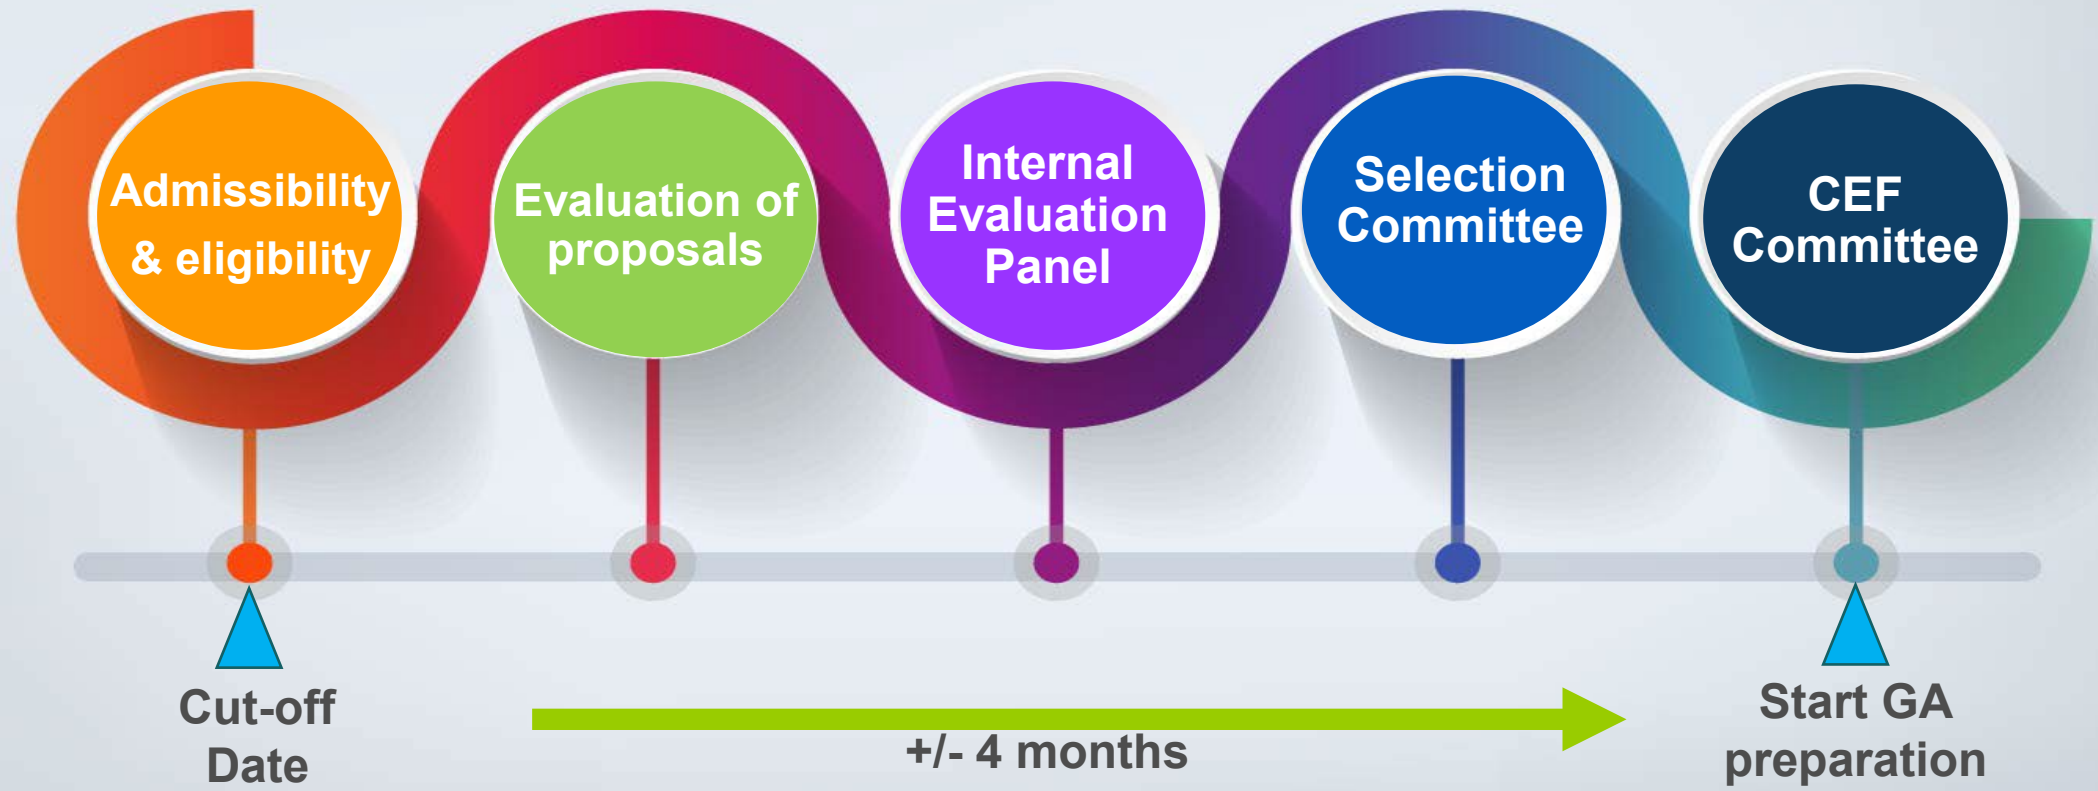 Admissibility
& eligibility
Evaluation of
proposals
Internal
Evaluation
Panel
Selection
Committee
CEF
Committee
Cut-off
Date
+/- 4 months
Start GA
preparation